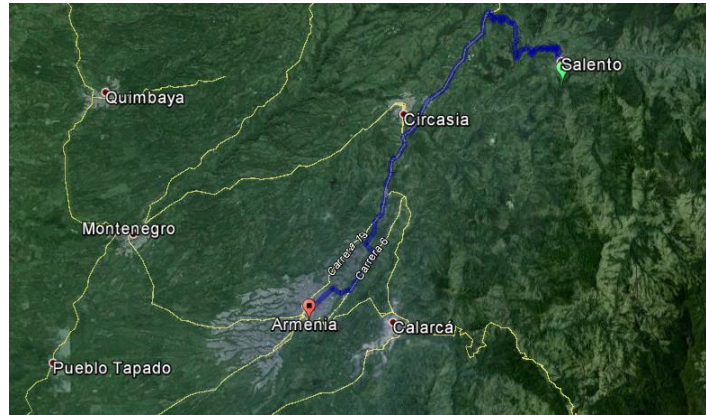 Salento
Quimbaya
Circasia
Montenegro
Carrera 19
Carrera 6
Armenia
Calarcá
Pueblo Tapado